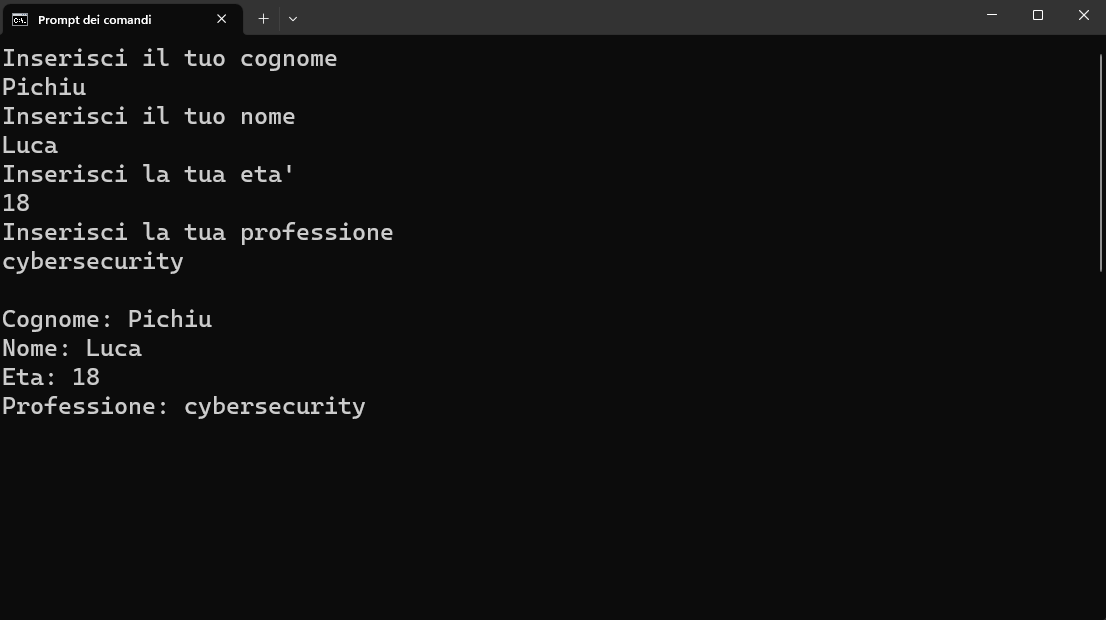 Prompt dei comandi
Inserisci il tuo cognome
Pichiu
Inserisci il tuo nome
Luca
Inserisci la tua eta'
18
Inserisci la tua professione
cybersecurity
Cognome: Pichiu
Nome: Luca
Eta: 18
Professione: cybersecurity